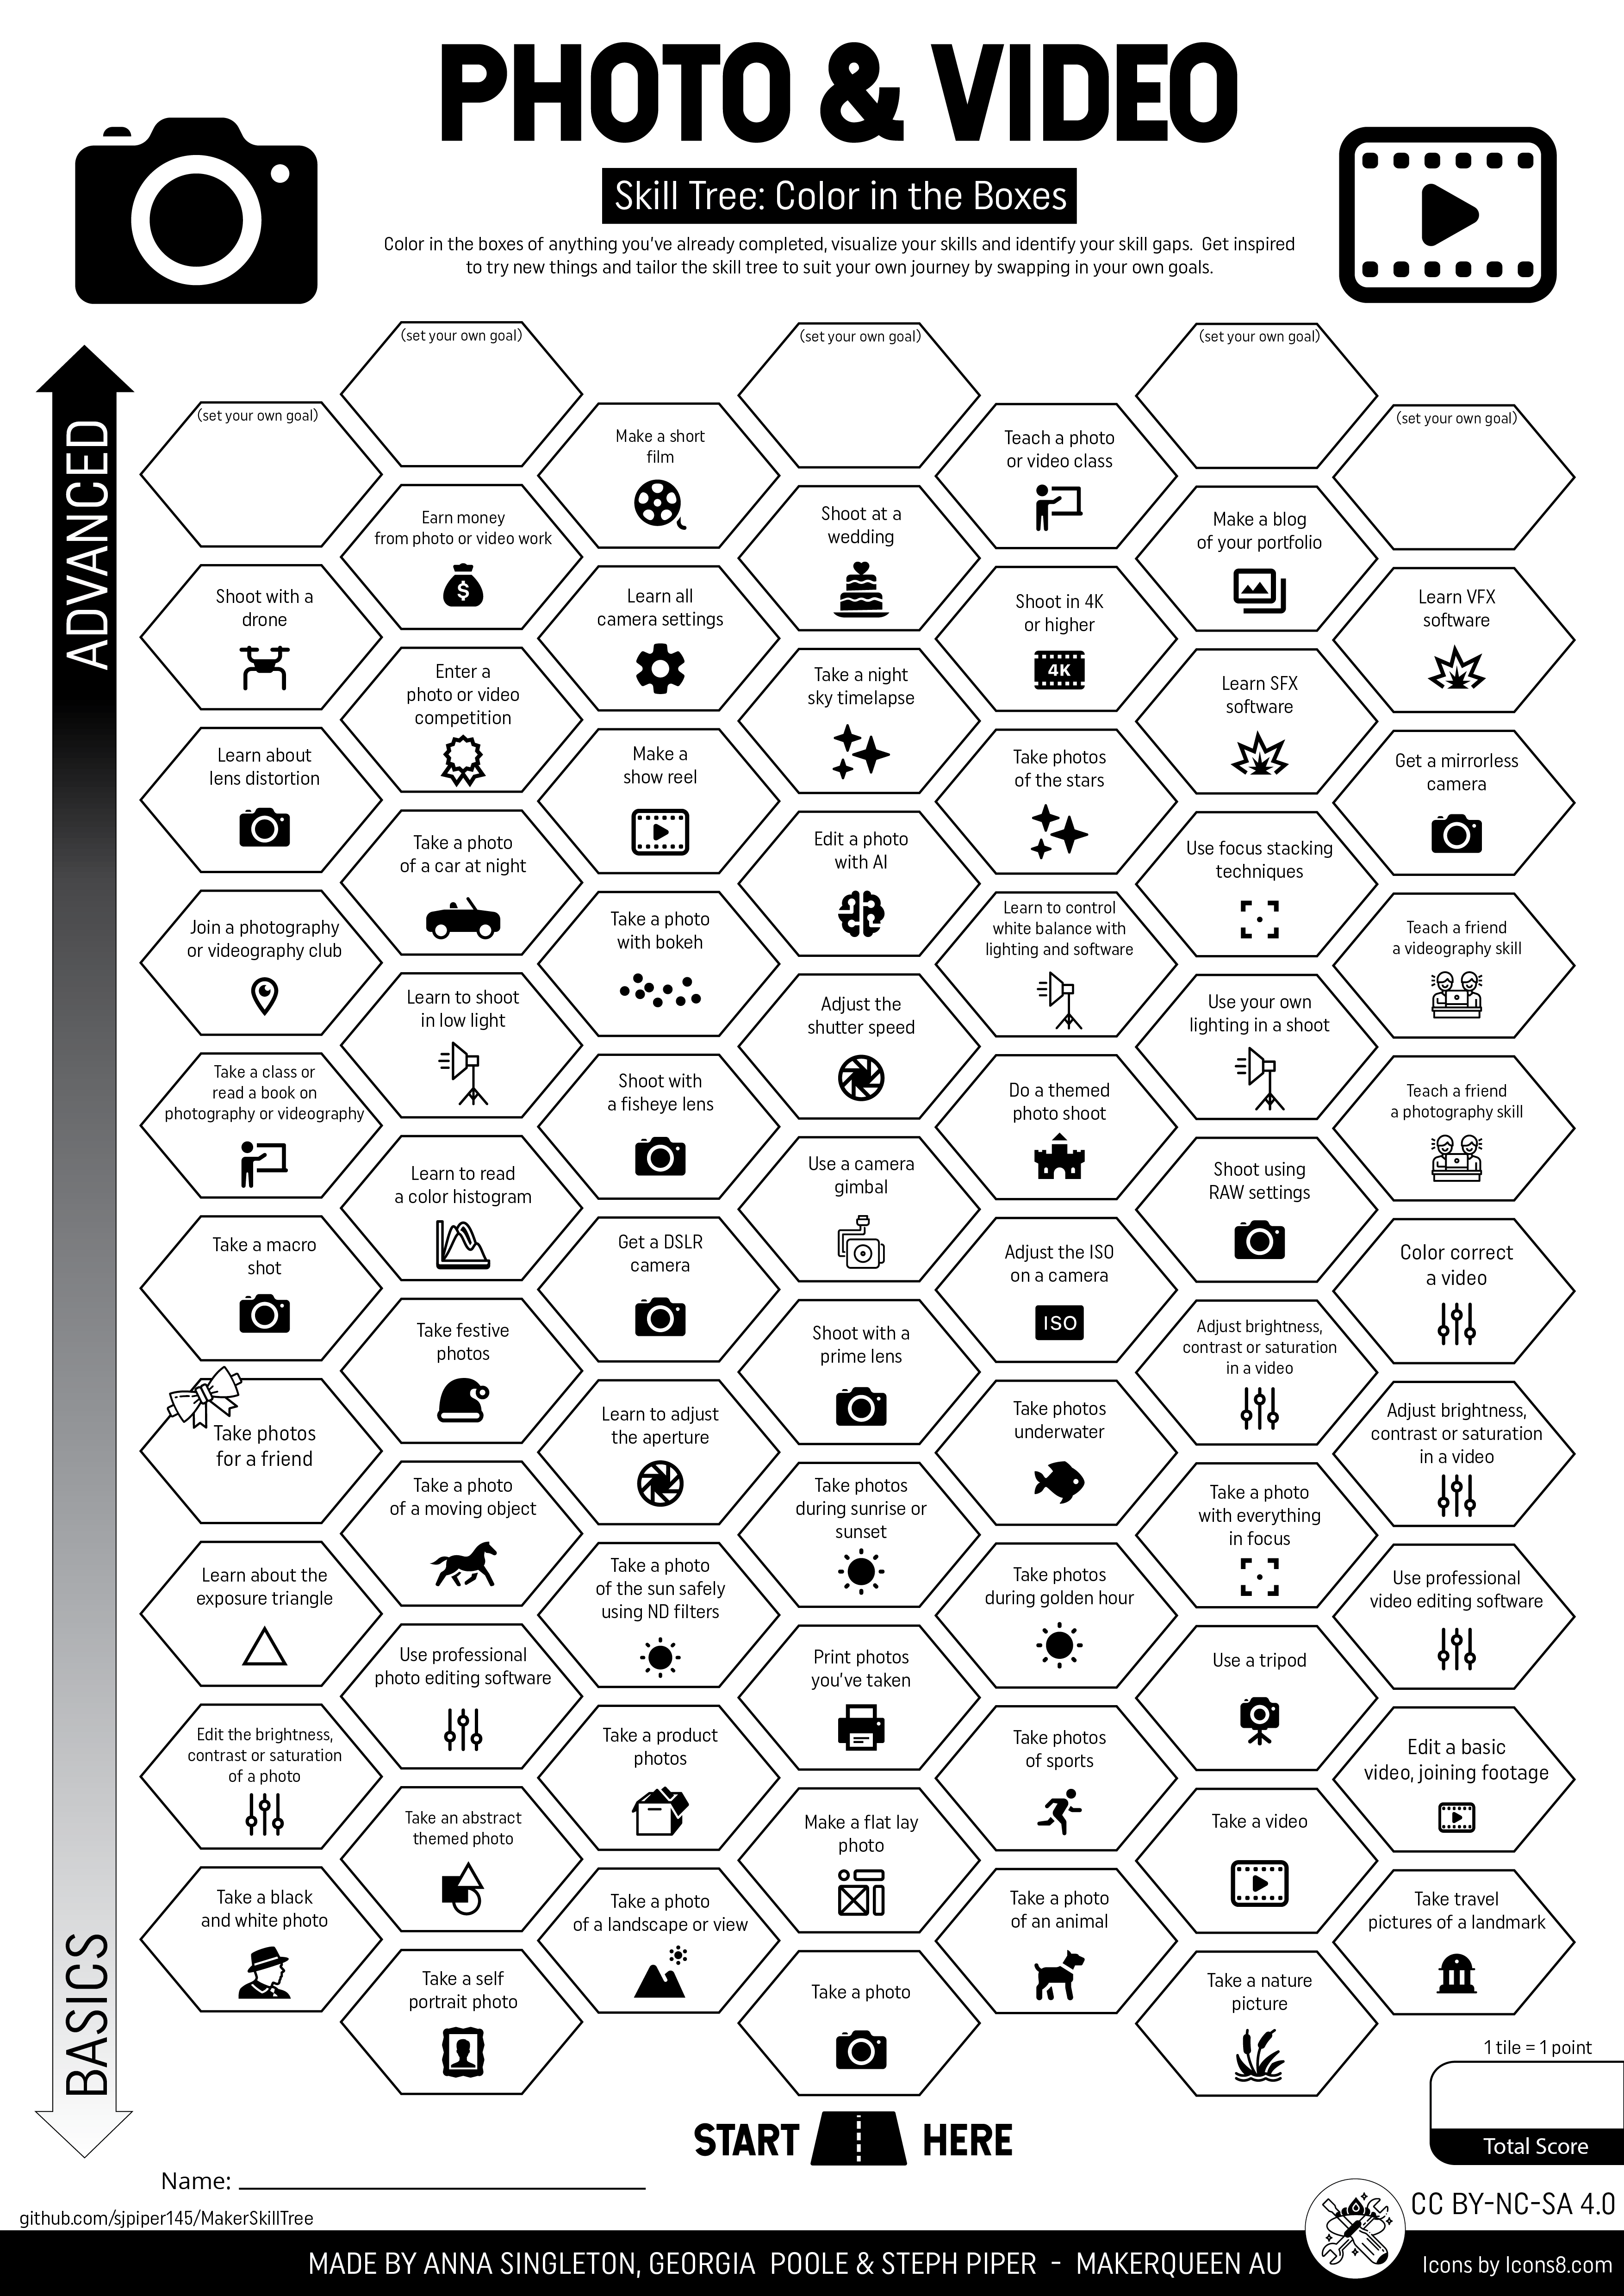 PHOTO & VIDEO
Skill Tree: Color in the Boxes
Color in the boxes of anything you've already completed, visualize your skills and identify your skill gaps. Get inspired
to try new things and tailor the skill tree to suit your own journey by swapping in your own goals.
ADVANCED
BASICS
(set your own goal)
(set your own goal)
(set your own goal)
(set your own goal)
(set your own goal)
Make a short
film
Teach a photo
or video class
Earn money
from photo or video work
$
Shoot at a
wedding
Make a blog
of your portfolio
Shoot with a
drone
Learn all
camera settings
Shoot in 4K
or higher
4K
Learn VFX
software
Enter a
photo or video
competition
Take a night
sky timelapse
Learn SFX
software
Learn about
lens distortion
Make a
show reel
Take photos
of the stars
Get a mirrorless
camera
Take a photo
of a car at night
Edit a photo
with AI
Use focus stacking
techniques
Join a photography
or videography club
Take a photo
with bokeh
Learn to control
white balance with
lighting and software
Teach a friend
a videography skill
Learn to shoot
in low light
Adjust the
shutter speed
Use your own
lighting in a shoot
Take a class or
read a book on
photography or videography
Shoot with
a fisheye lens
Do a themed
photo shoot
Teach a friend
a photography skill
Learn to read
a color histogram
Use a camera
gimbal
Shoot using
RAW settings
Take a macro
shot
Get a DSLR
camera
Adjust the ISO
on a camera
ISO
Color correct
a video
Take festive
photos
Shoot with a
prime lens
Adjust brightness,
contrast or saturation
in a video
Take photos
for a friend
Learn to adjust
the aperture
Take photos
underwater
Adjust brightness,
contrast or saturation
in a video
Take a photo
of a moving object
Take photos
during sunrise or
sunset
Take a photo
with everything
in focus
Learn about the
exposure triangle
Take a photo
of the sun safely
using ND filters
Take photos
during golden hour
Use professional
video editing software
Use professional
photo editing software
Print photos
you've taken
Use a tripod
Edit the brightness,
contrast or saturation
of a photo
Take a product
photos
Take photos
of sports
Edit a basic
video, joining footage
Take an abstract
themed photo
Make a flat lay
photo
Take a video
Take a black
and white photo
Take a photo
of a landscape or view
Take a photo
of an animal
Take travel
pictures of a landmark
Take a self
portrait photo
Take a photo
Take a nature
picture
1 tile = 1 point
Total Score
START HERE
Name:
github.com/sjpiper145/MakerSkillTree
CC BY-NC-SA 4.0
MADE BY ANNA SINGLETON, GEORGIA POOLE & STEPH PIPER - MAKERQUEEN AU
Icons by Icons8.com